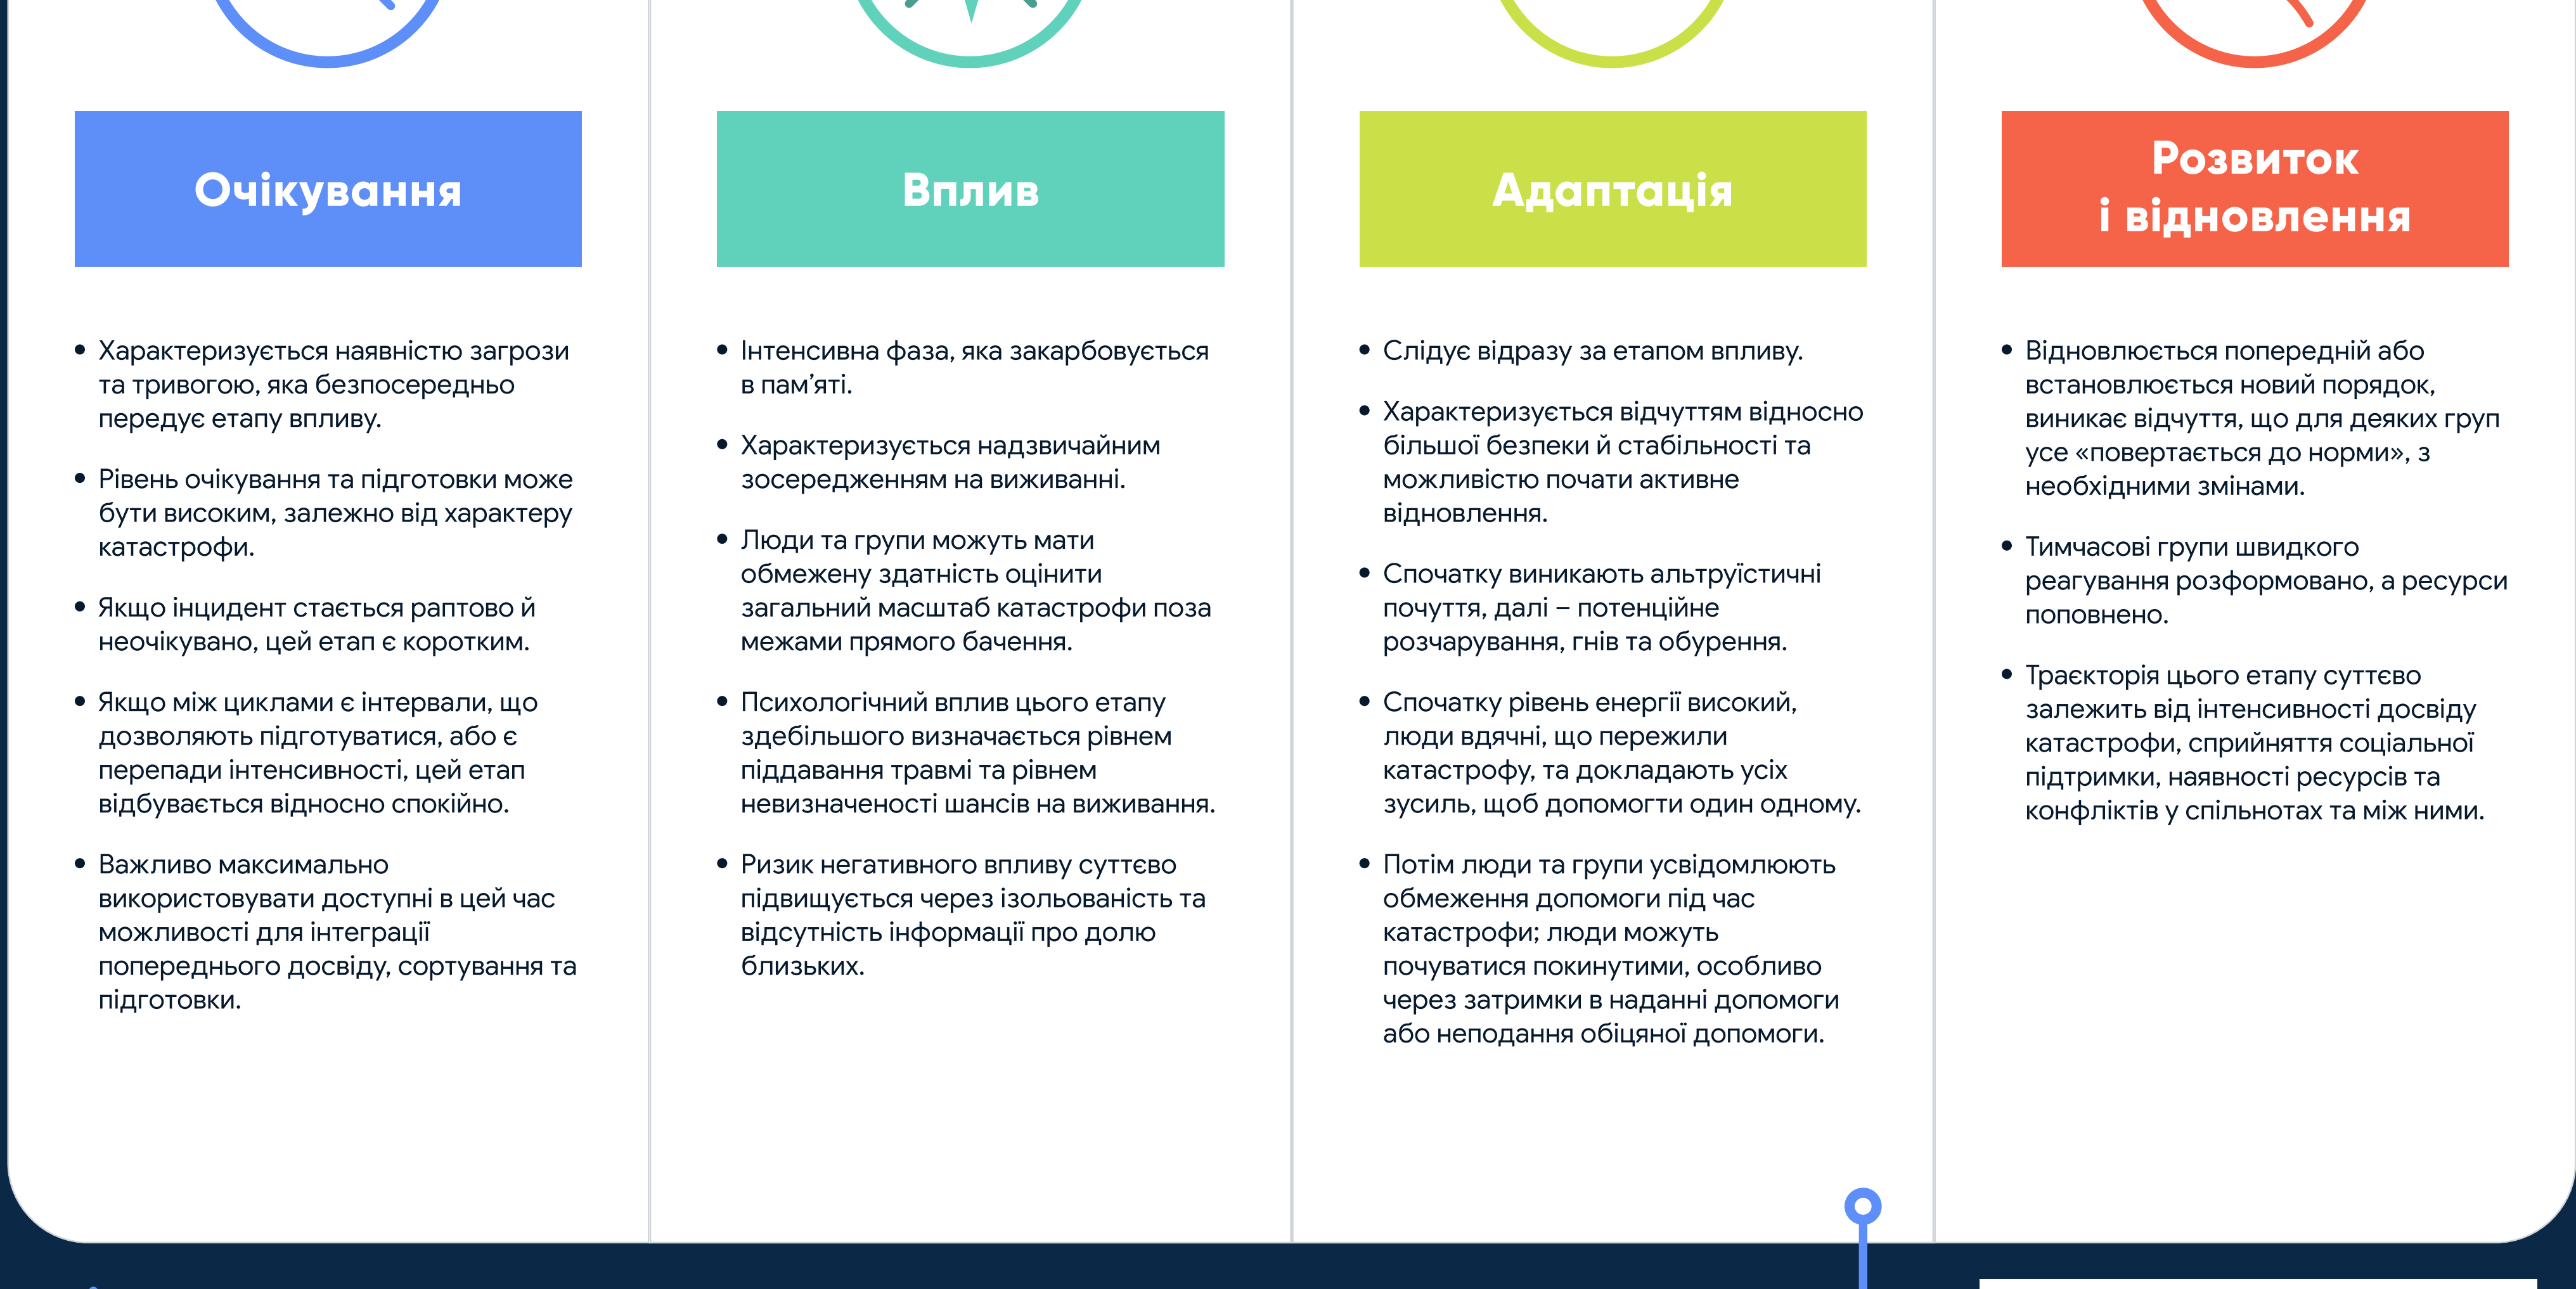 Очікування
Характеризується наявністю загрози
та тривогою, яка безпосередньо
передує етапу впливу.
Рівень очікування та підготовки може
бути високим, залежно від характеру
катастрофи.
Якщо інцидент стається раптово й
неочікувано, цей етап є коротким.
Якщо між циклами є інтервали, що
дозволяють підготуватися, або є
перепади інтенсивності, цей етап
відбувається відносно спокійно.
Важливо максимально
використовувати доступні в цей час
можливості для інтеграції
попереднього досвіду, сортування та
підготовки.
Вплив
Інтенсивна фаза, яка закарбовується
в пам’яті.
Характеризується надзвичайним
зосередженням на виживанні.
Люди та групи можуть мати
обмежену здатність оцінити
загальний масштаб катастрофи поза
межами прямого бачення.
Психологічний вплив цього етапу
здебільшого визначається рівнем
піддавання травмі та рівнем
невизначеності шансів на виживання.
Ризик негативного впливу суттєво
підвищується через ізольованість та
відсутність інформації про долю
близьких.
Адаптація
Слідує відразу за етапом впливу.
Характеризується відчуттям відносно
більшої безпеки й стабільності та
можливістю почати активне
відновлення.
Спочатку виникають альтруїстичні
почуття, далі – потенційне
розчарування, гнів та обурення.
Спочатку рівень енергії високий,
люди вдячні, що пережили
катастрофу, та докладають усіх
зусиль, щоб допомогти один одному.
Потім люди та групи усвідомлюють
обмеження допомоги під час
катастрофи; люди можуть
почуватися покинутими, особливо
через затримки в наданні допомоги
або неподання обіцяної допомоги.
Розвиток
і відновлення
Відновлюється попередній або
встановлюється новий порядок,
виникає відчуття, що для деяких груп
усе «повертається до норми», з
необхідними змінами.
Тимчасові групи швидкого
реагування розформовано, а ресурси
поповнено.
Траєкторія цього етапу суттєво
залежить від інтенсивності досвіду
катастрофи, сприйняття соціальної
підтримки, наявності ресурсів та
конфліктів у спільнотах та між ними.